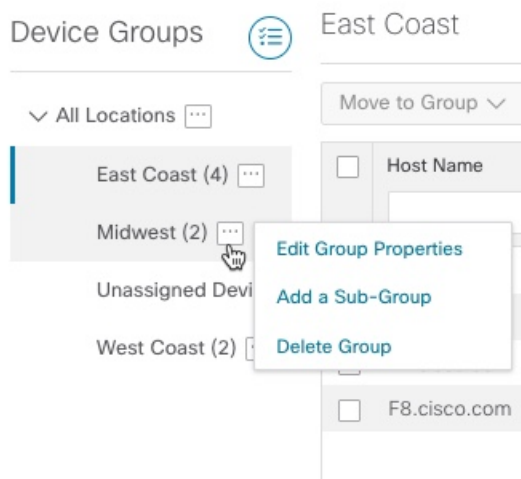 Device Groups
East Coast
All Locations
Move to Group
East Coast (4)
Host Name
Midwest (2)
Edit Group Properties
Unassigned Devi
Add a Sub-Group
West Coast (2)
Delete Group
F8.cisco.com